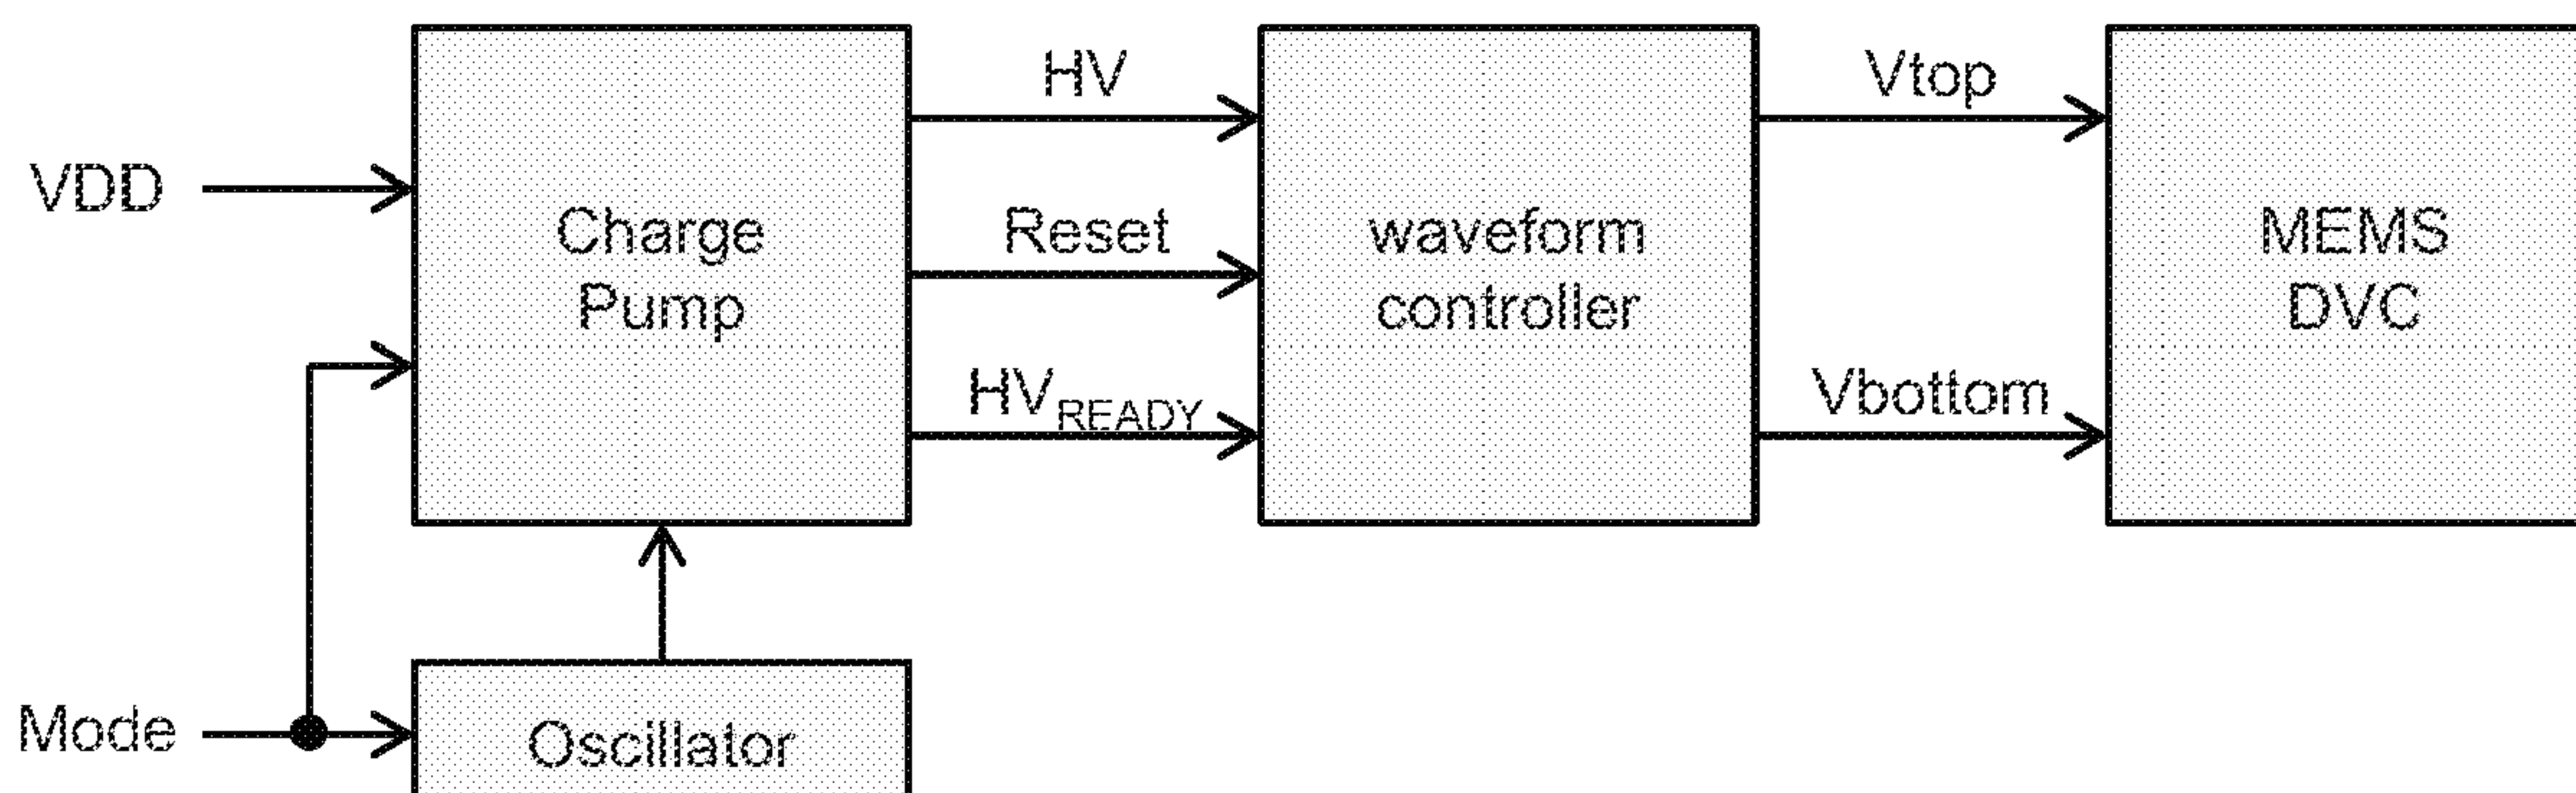 HV
Vtop
VDD
Charge
Pump
Reset
waveform
controller
MEMS
DVC
HVREADY
Vbottom
Mode
Oscillator